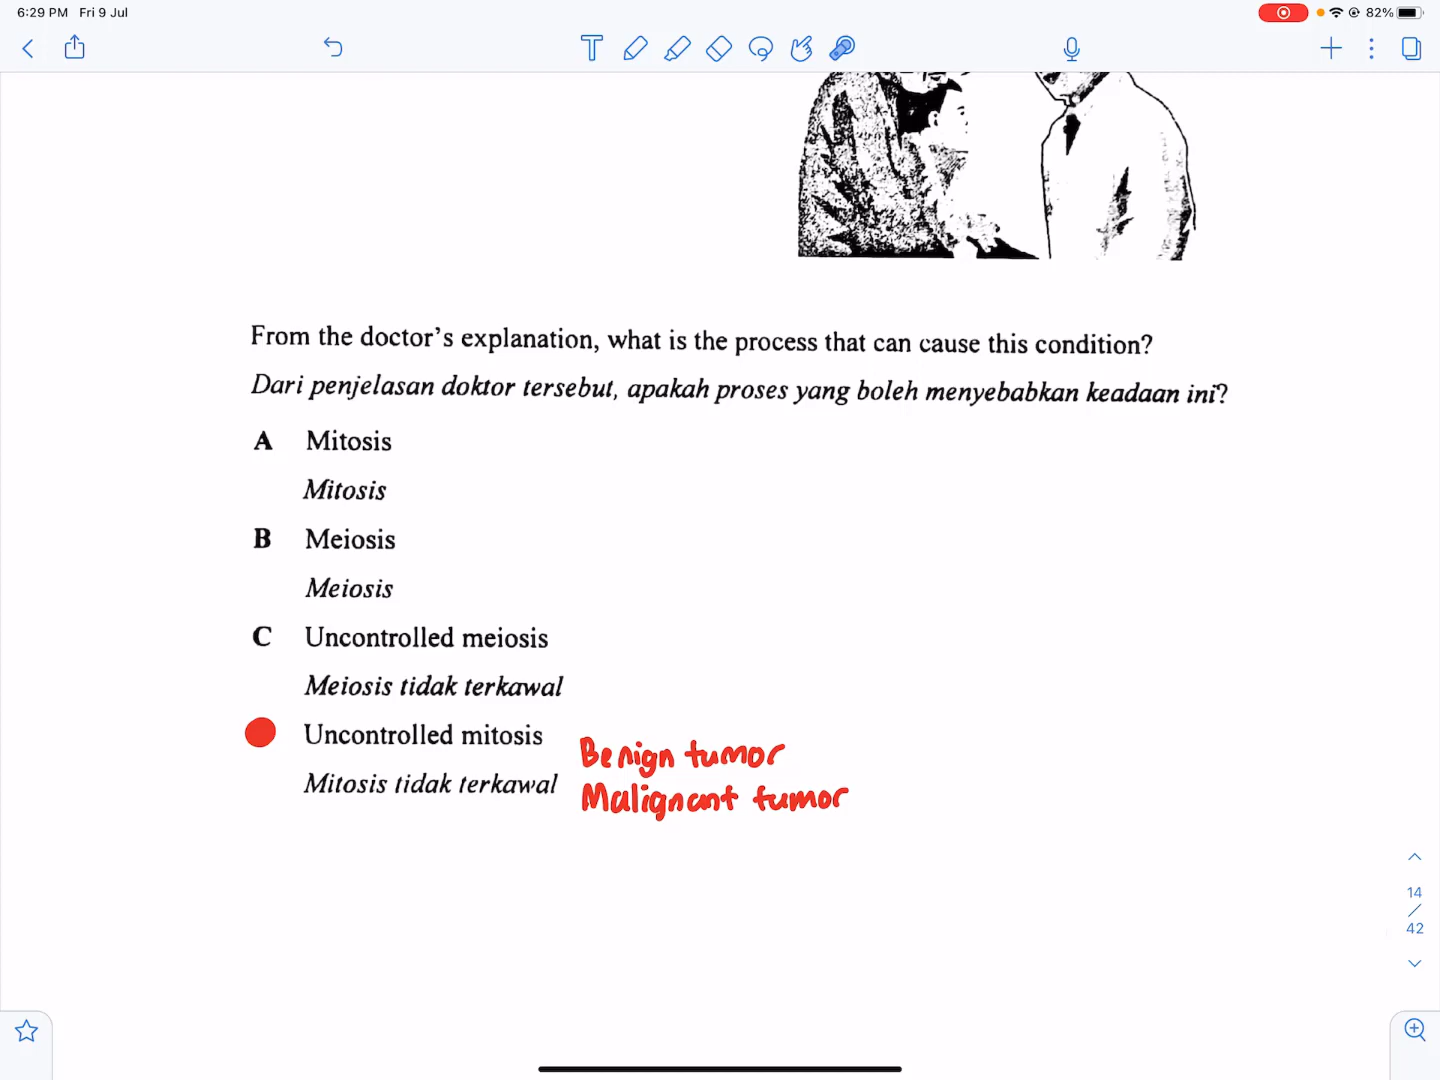 6:29 PM Fri 9 Jul
82%
From the doctor's explanation, what is the process that can cause this condition?
Dari penjelasan doktor tersebut, apakah proses yang boleh menyebabkan keadaan ini?
A Mitosis
Mitosis
B Meiosis
Meiosis
C Uncontrolled meiosis
Meiosis tidak terkawal
Uncontrolled mitosis
Mitosis tidak terkawal
Benign tumor
Malignant tumor
14
/
42